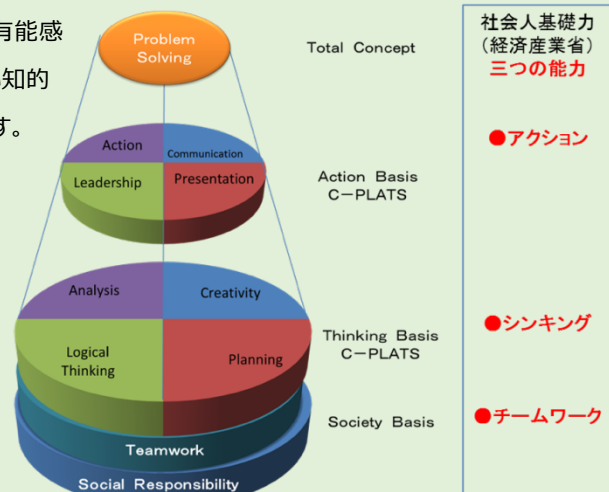 有能感
知的
す。
Problem
Solving
Total Concept
Action
Communication
Leadership
Presentation
Action Basis
C－PLATS
Analysis
Creativity
Logical
Thinking
Planning
Thinking Basis
C－PLATS
Society Basis
Teamwork
Social Responsibility
社会人基礎力
（経済産業省）
三つの能力
●アクション
●シンキング
●チームワーク